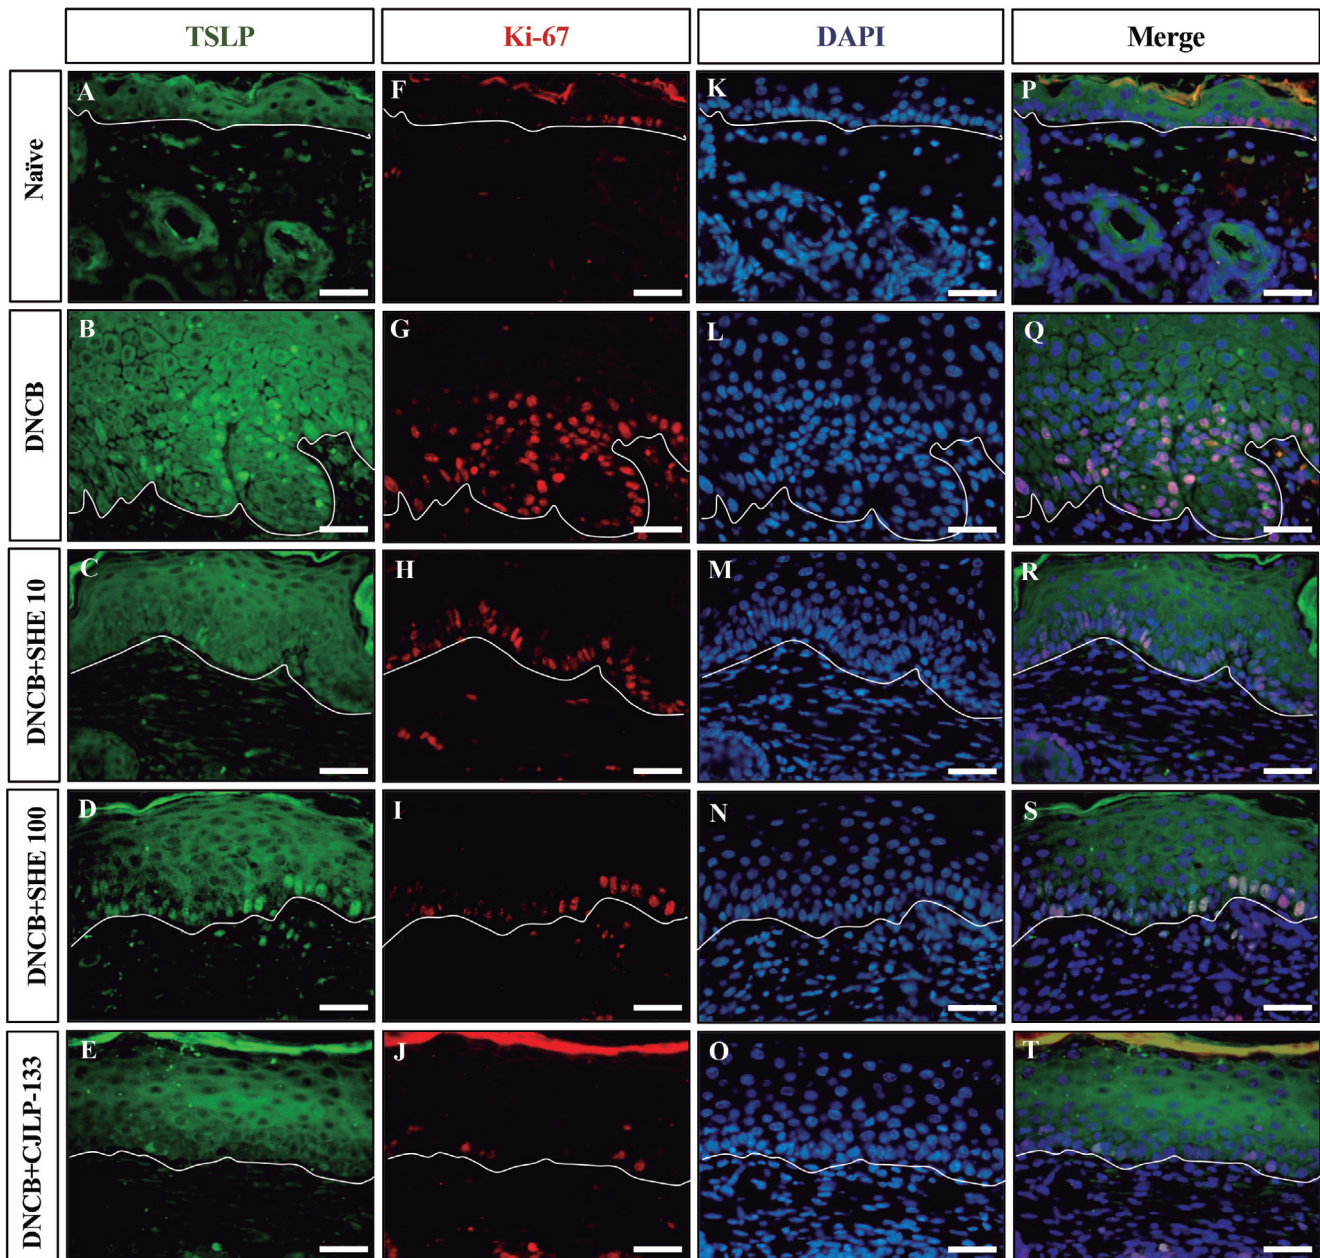 TSLP Ki-67 DAPI Merge
Naïve
A F K P
DNCB
B G L Q
DNCB+SHE 10
C H M R
DNCB+SHE 100
D I N S
DNCB+CJLP-133
E J O T